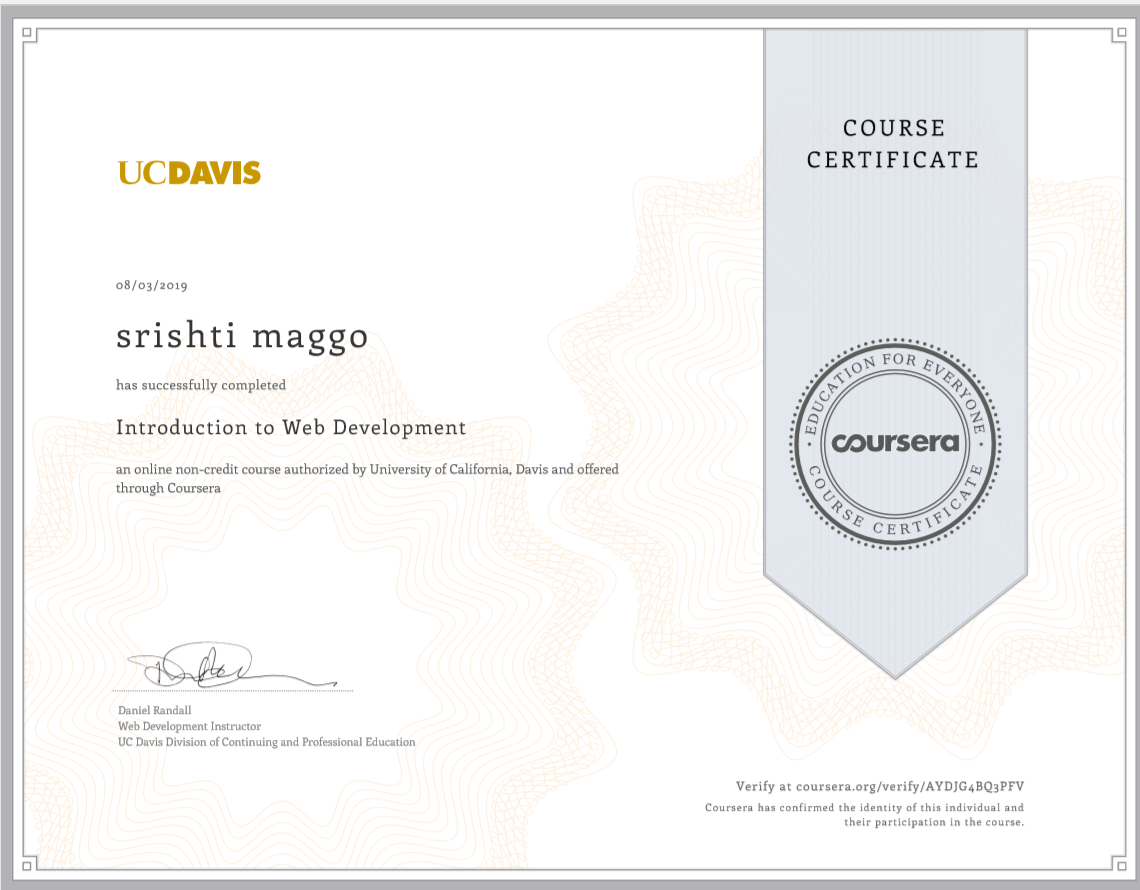 COURSE
CERTIFICATE
UCDAVIS
08/03/2019
srishti maggo
has successfully completed
Introduction to Web Development
an online non-credit course authorized by University of California, Davis and offered
through Coursera
EDUCATION FOR EVERYONE
coursera
COURSE CERTIFICATE
Daniel Randall
Web Development Instructor
UC Davis Division of Continuing and Professional Education
Verify at coursera.org/verify/AYDJG4BQ3PFV
Coursera has confirmed the identity of this individual and
their participation in the course.